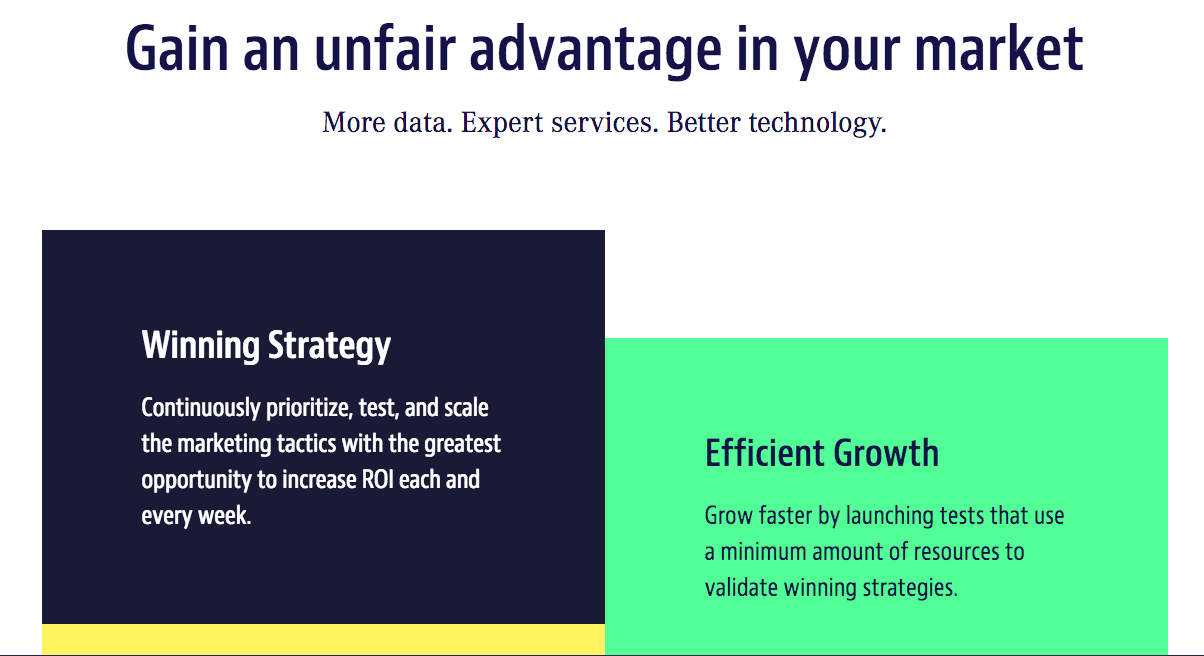 Gain an unfair advantage in your market
More data. Expert services. Better technology.
Winning Strategy
Continuously prioritize, test, and scale
the marketing tactics with the greatest
opportunity to increase ROI each and
every week.
Efficient Growth
Grow faster by launching tests that use
a minimum amount of resources to
validate winning strategies.